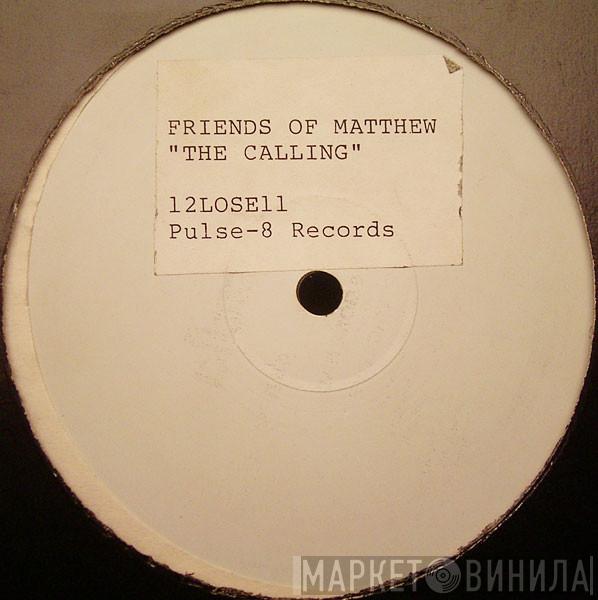 FRIENDS OF MATTHEW
"THE CALLING"
12LOSE11
Pulse-8 Records
МАРКЕТ ВИНИЛА